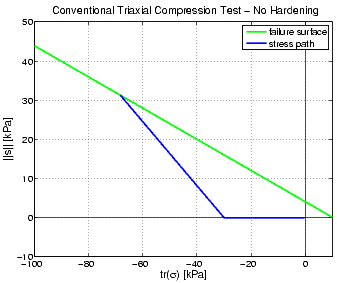 Conventional Triaxial Compression Test − No Hardening
failure surface
stress path
50
40
30
20
10
0
−10
||s|| [kPa]
−100 −80 −60 −40 −20 0
tr(σ) [kPa]